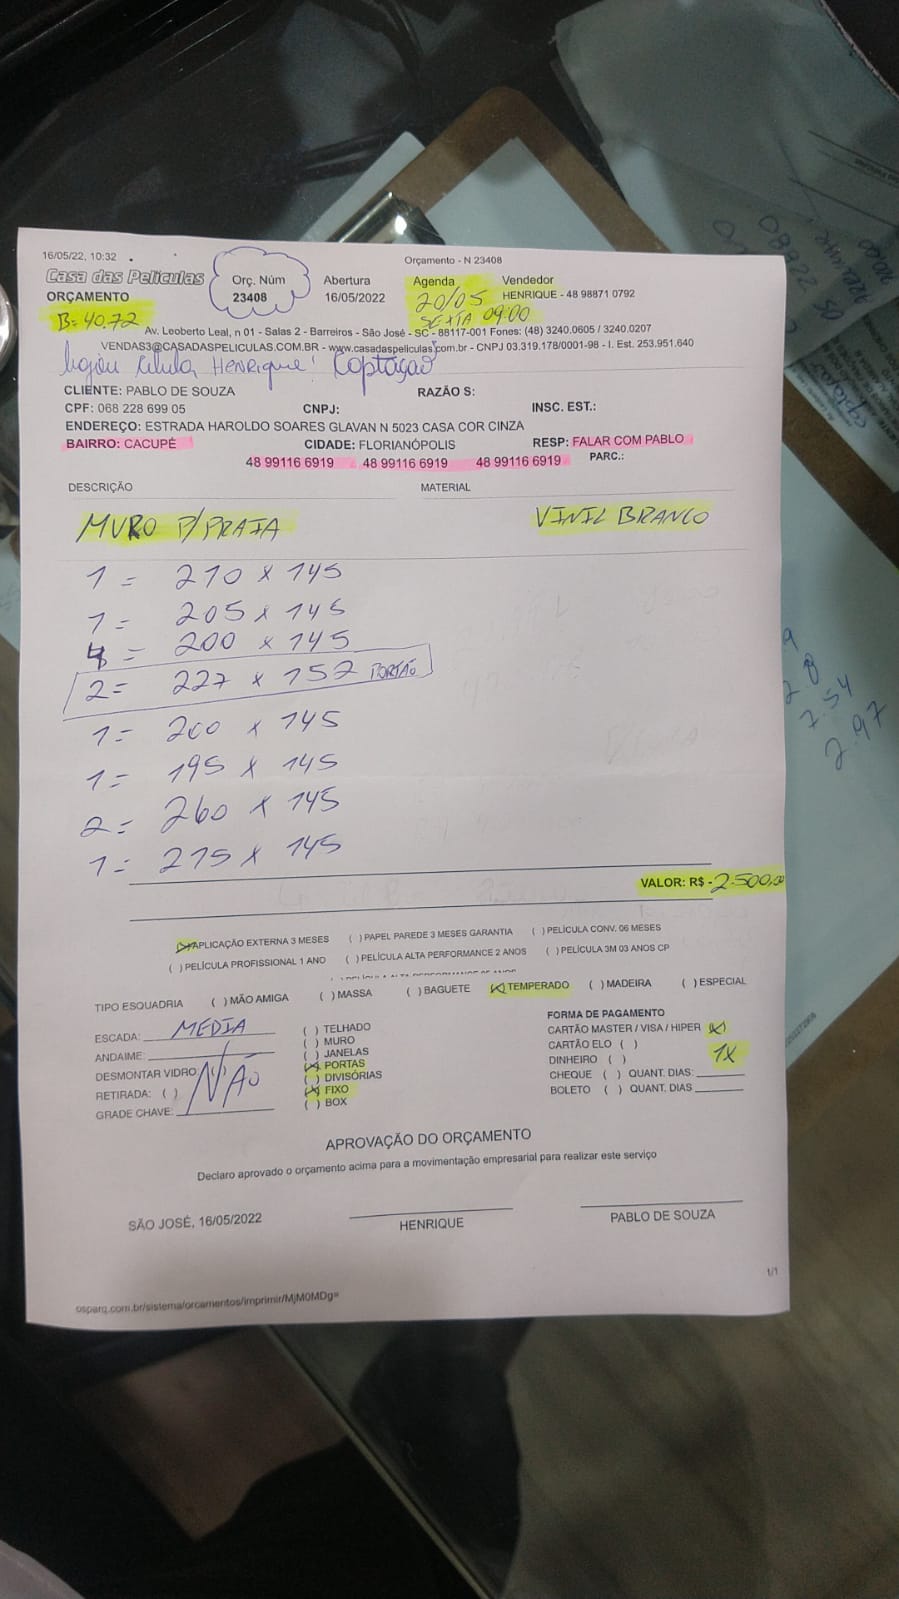 16/05/22, 10:32
Orçamento - N 23408
Casa das Películas
Orç. Núm
Abertura
Agenda
Vendedor
ORÇAMENTO
23408
16/05/2022
20/05
HENRIQUE - 48 98871 0792
B= 40.72
SEXTA 09:00
Av. Leoberto Leal, n 01 - Salas 2 - Barreiros - São José - SC - 88117-001 Fones: (48) 3240.0605 / 3240.0207
VENDAS3@CASADASPELICULAS.COM.BR - www.casadaspeliculas.com.br - CNPJ 03.319.178/0001-98 - I. Est. 253.951.640
HENRIQUE! Coptação
CLIENTE: PABLO DE SOUZA
RAZÃO S:
CPF: 068 228 699 05
CNPJ:
INSC. EST.:
ENDEREÇO: ESTRADA HAROLDO SOARES GLAVAN N 5023 CASA COR CINZA
BAIRRO: CACUPÉ
CIDADE: FLORIANÓPOLIS
RESP: FALAR COM PABLO
48 99116 6919 48 99116 6919 48 99116 6919
PARC.:
DESCRIÇÃO
MATERIAL
MURO P/PRAIA
VINIL BRANCO
1 = 210 x 145
1 = 205 x 145
4 = 200 x 145
2 = 227 x 152 PORTÃO
1 = 200 x 145
1 = 195 x 145
2 = 260 x 145
1 = 215 x 145
VALOR: R$ - 2.500,00
(X) APLICAÇÃO EXTERNA 3 MESES ( ) PAPEL PAREDE 3 MESES GARANTIA ( ) PELÍCULA CONV. 06 MESES
( ) PELÍCULA PROFISSIONAL 1 ANO ( ) PELÍCULA ALTA PERFORMANCE 2 ANOS ( ) PELÍCULA 3M 03 ANOS CP
TIPO ESQUADRIA ( ) MÃO AMIGA ( ) MASSA ( ) BAGUETE (X) TEMPERADO ( ) MADEIRA ( ) ESPECIAL
ESCADA: MEDIA
ANDAIME:
DESMONTAR VIDRO: ( )
RETIRADA: ( ) NÃO
GRADE CHAVE:
( ) TELHADO
( ) MURO
( ) JANELAS
(X) PORTAS
( ) DIVISÓRIAS
(X) FIXO
( ) BOX
FORMA DE PAGAMENTO
CARTÃO MASTER / VISA / HIPER (X)
CARTÃO ELO ( ) 1X
DINHEIRO ( )
CHEQUE ( ) QUANT. DIAS:
BOLETO ( ) QUANT. DIAS
APROVAÇÃO DO ORÇAMENTO
Declaro aprovado o orçamento acima para a movimentação empresarial para realizar este serviço
SÃO JOSÉ, 16/05/2022
HENRIQUE
PABLO DE SOUZA
1/1
osparq.com.br/sistema/orcamentos/imprimir/MjM0MDg=
7.54
2.97